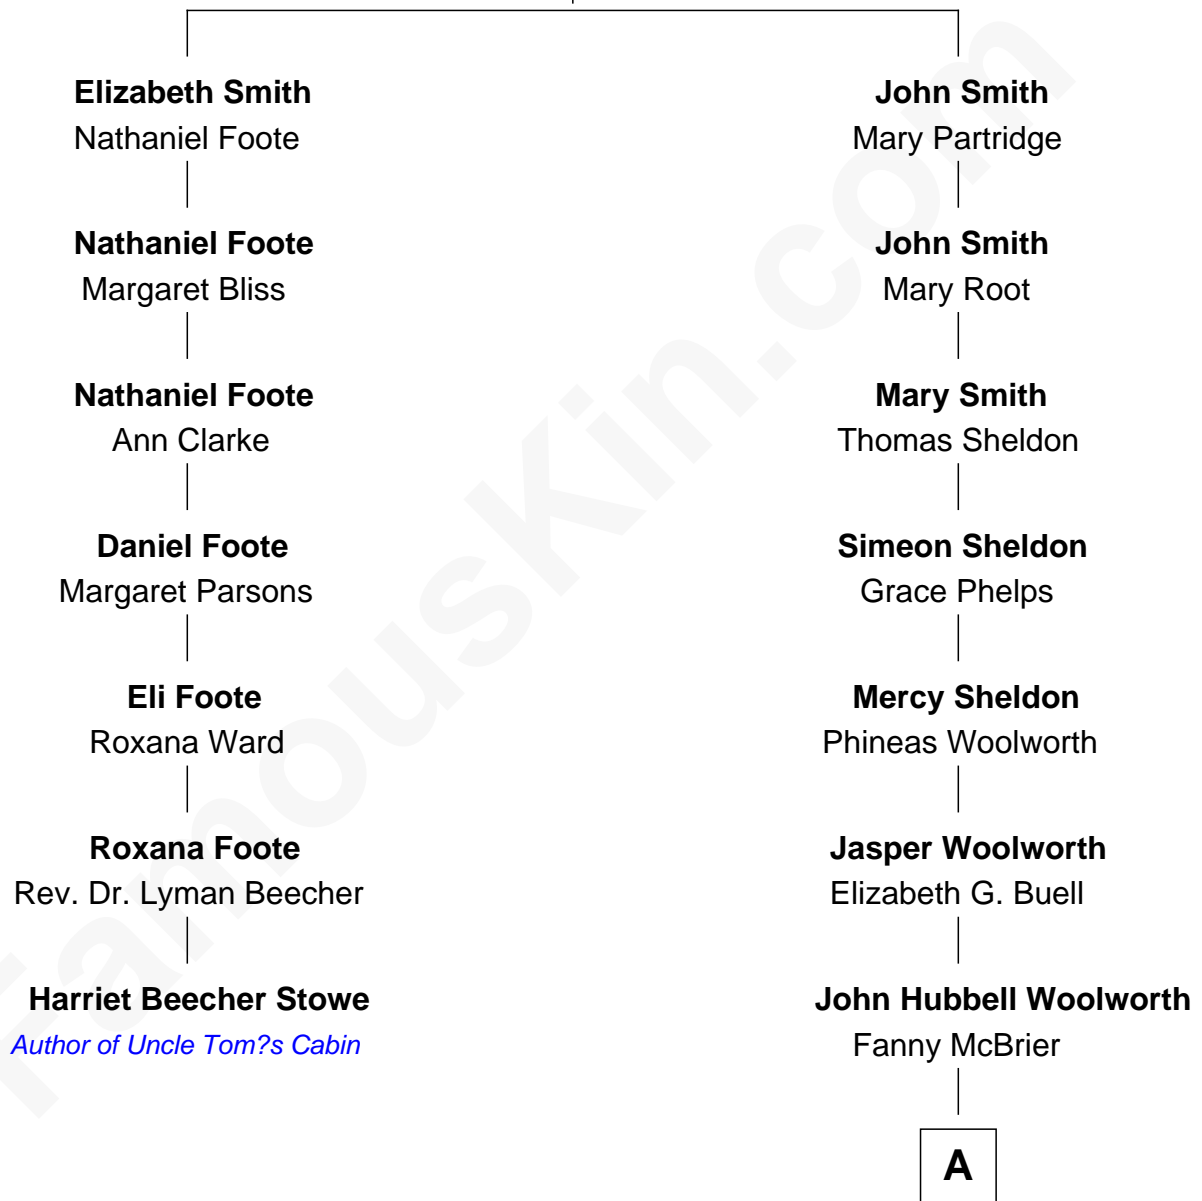 Elizabeth Smith
Nathaniel Foote
John Smith
Mary Partridge
Nathaniel Foote
Margaret Bliss
John Smith
Mary Root
Nathaniel Foote
Ann Clarke
Mary Smith
Thomas Sheldon
Daniel Foote
Margaret Parsons
Simeon Sheldon
Grace Phelps
Eli Foote
Roxana Ward
Mercy Sheldon
Phineas Woolworth
Roxana Foote
Rev. Dr. Lyman Beecher
Jasper Woolworth
Elizabeth G. Buell
Harriet Beecher Stowe
Author of Uncle Tom?s Cabin
John Hubbell Woolworth
Fanny McBrier
A
FamousKin.com